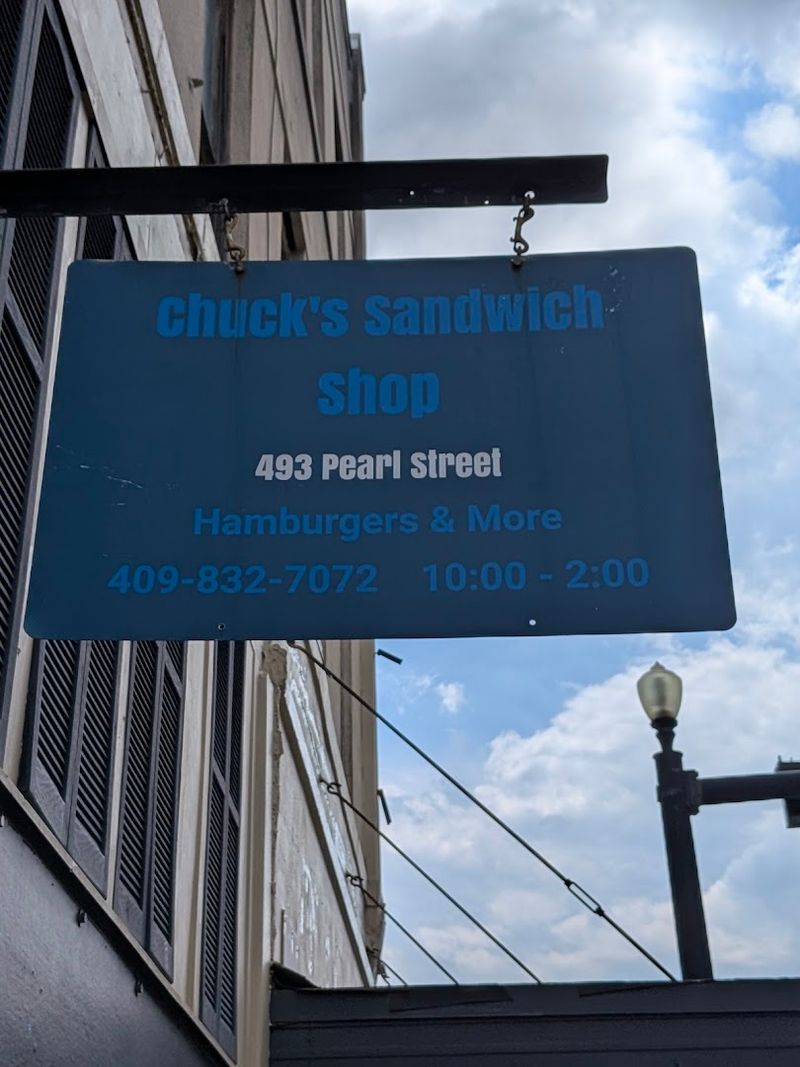 Chuck's Sandwich
Shop
493 Pearl Street
Hamburgers & More
409-832-7072 10:00 - 2:00